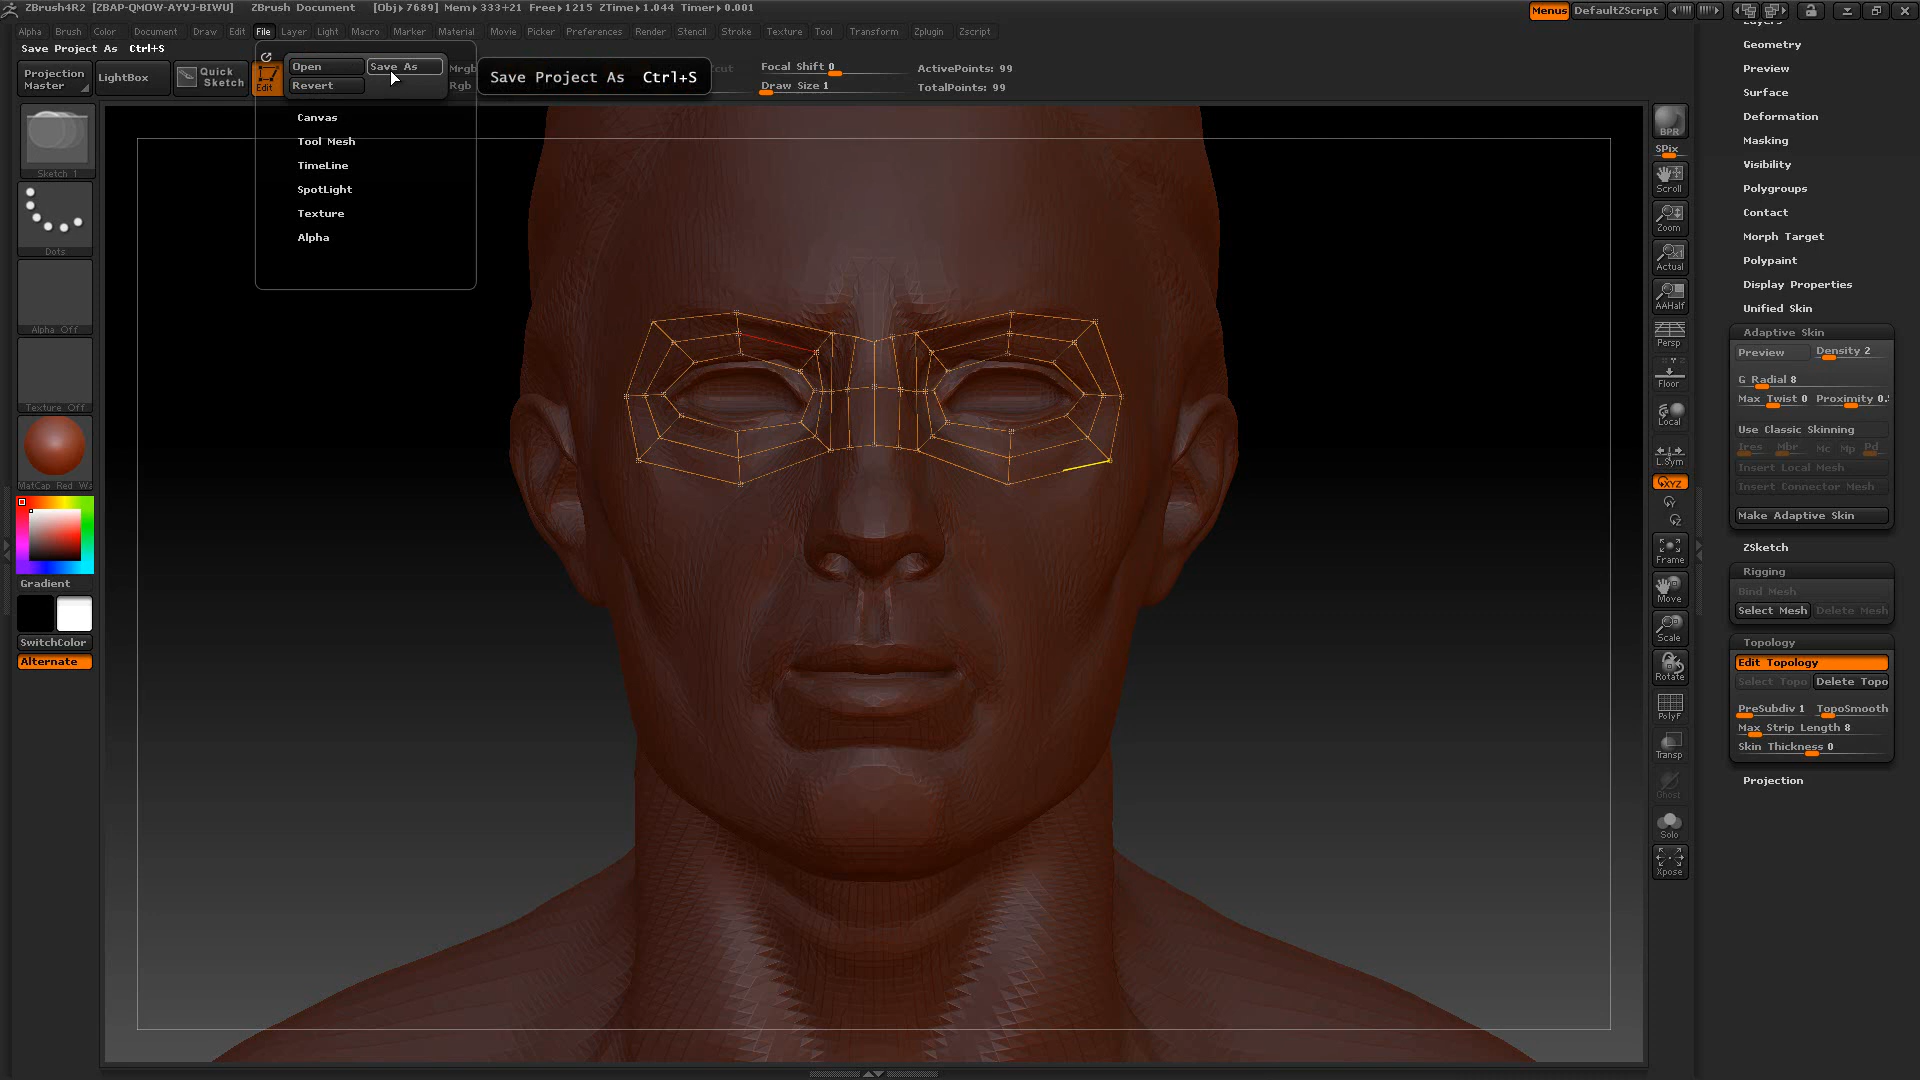 ZBrush4R2 [ZBAP-QMOW-AYVJ-BIWU] ZBrush Document [Obj▸7689] Mem▸333+21 Free▸1215 ZTime▸1.044 Timer▸0.001
Menus DefaultZScript
Alpha Brush Color Document Draw Edit File Layer Light Macro Marker Material Movie Picker Preferences Render Stencil Stroke Texture Tool Transform Zplugin Zscript
Save Project As Ctrl+S
Projection Master
LightBox
Quick Sketch
Edit
Open
Save As
Revert
Mrgb
Rgb
Save Project As Ctrl+S
Focal Shift 0
Draw Size 1
ActivePoints: 99
TotalPoints: 99
Canvas
Tool Mesh
TimeLine
SpotLight
Texture
Alpha
Sketch 1
Dots
Alpha Off
Texture Off
MatCap Red Wa
Gradient
SwitchColor
Alternate
BPR
SPix
Scroll
Zoom
Actual
AAHalf
Persp
Floor
Local
L.Sym
XYZ
Frame
Move
Scale
Rotate
PolyF
Transp
Ghost
Solo
Xpose
Geometry
Preview
Surface
Deformation
Masking
Visibility
Polygroups
Contact
Morph Target
Polypaint
Display Properties
Unified Skin
Adaptive Skin
Preview Density 2
G Radial 8
Max Twist 0 Proximity 0.
Use Classic Skinning
Ires Mbr Mc Mp Pd
Insert Local Mesh
Insert Connector Mesh
Make Adaptive Skin
ZSketch
Rigging
Bind Mesh
Select Mesh Delete Mesh
Topology
Edit Topology
Select Topo Delete Topo
PreSubdiv 1 TopoSmooth
Max Strip Length 8
Skin Thickness 0
Projection